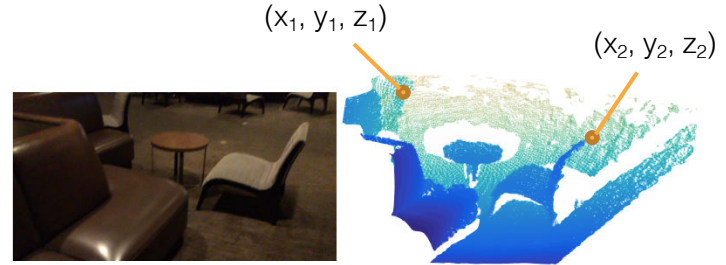 (x₁, y₁, z₁)
(x₂, y₂, z₂)